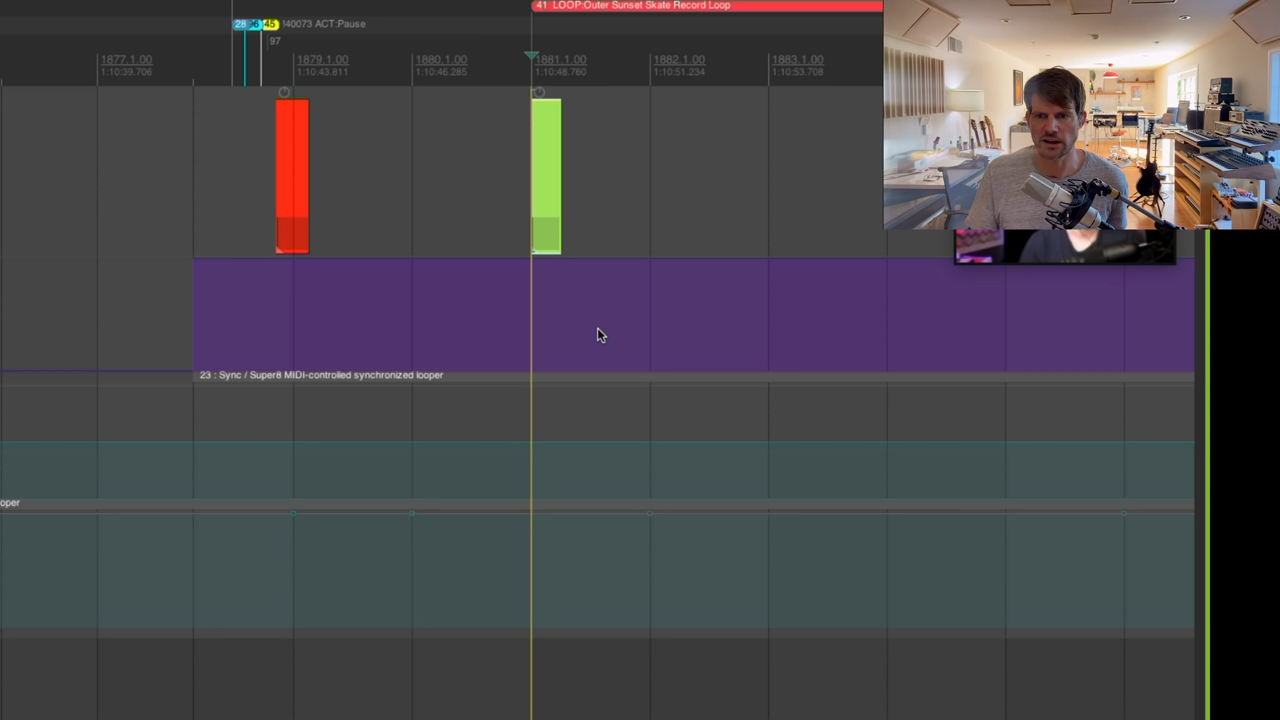 41 LOOP:Outer Sunset Skate Record Loop
28 36 45 !40073 ACT:Pause
97
1877.1.00 1879.1.00 1880.1.00 1881.1.00 1882.1.00 1883.1.00
1:10:39.706 1:10:43.811 1:10:46.285 1:10:48.760 1:10:51.234 1:10:53.708
23 : Sync / Super8 MIDI-controlled synchronized looper
oper